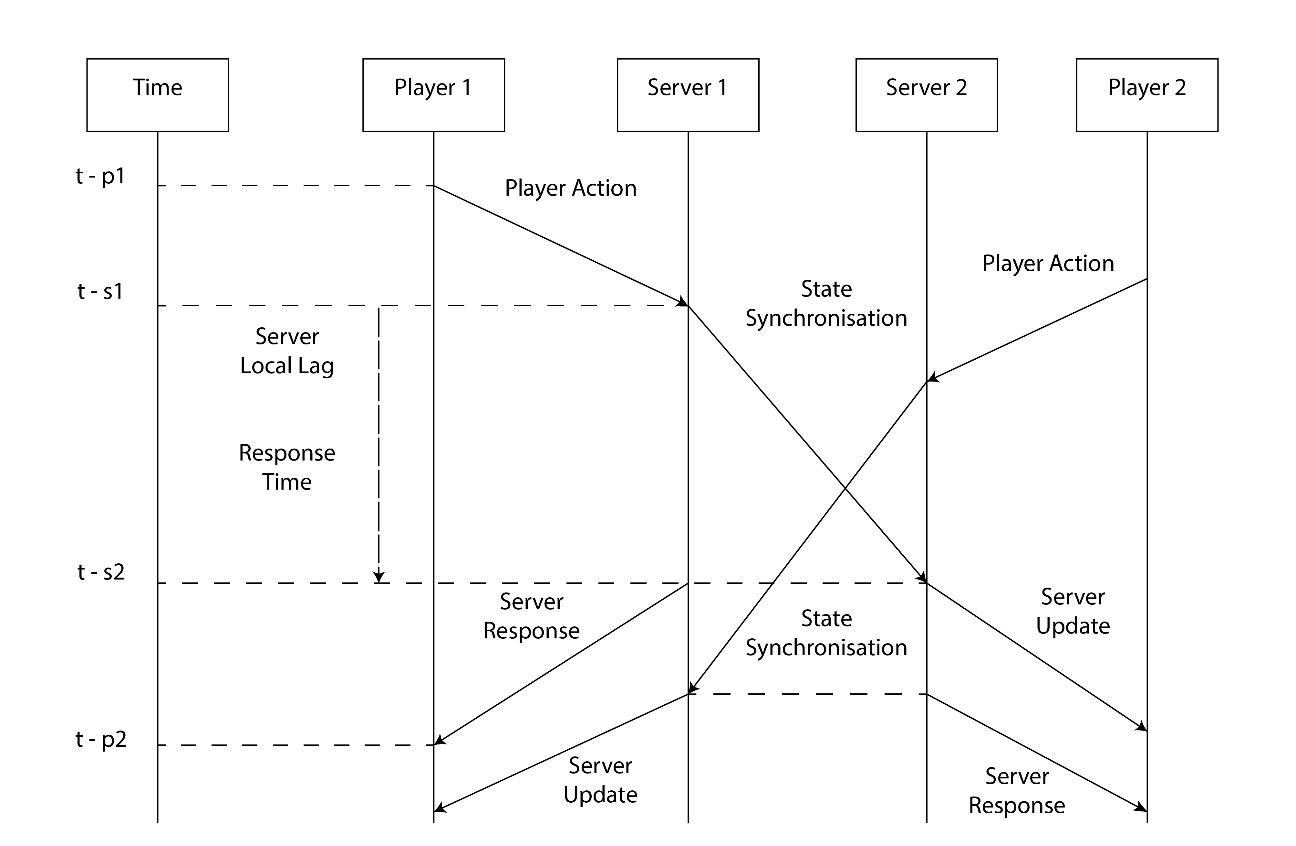 Time
Player 1
Server 1
Server 2
Player 2
t - p1
Player Action
Player Action
t - s1
State
Synchronisation
Server
Local Lag
Response
Time
t - s2
Server
Response
State
Synchronisation
Server
Update
t - p2
Server
Update
Server
Response